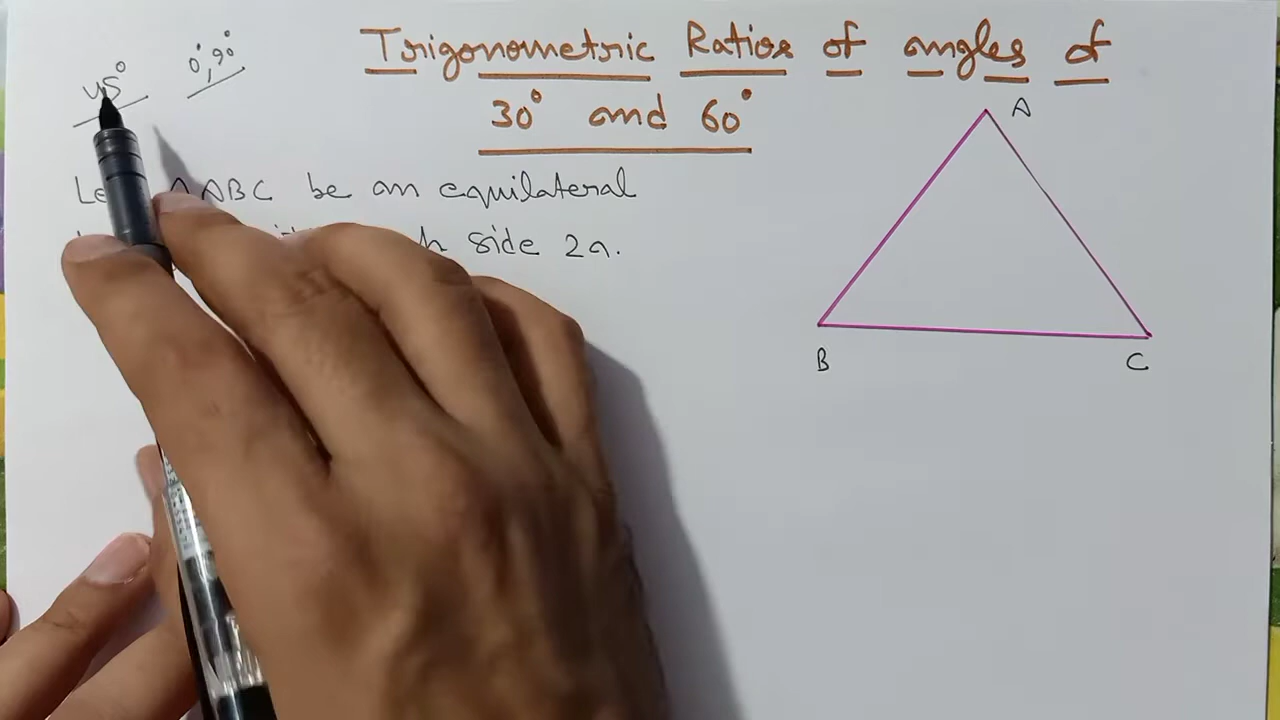 45°
0°, 90°
Trigonometric Ratios of angles of
30° and 60°
ABC be an equilateral
side 2a.
A
B
C